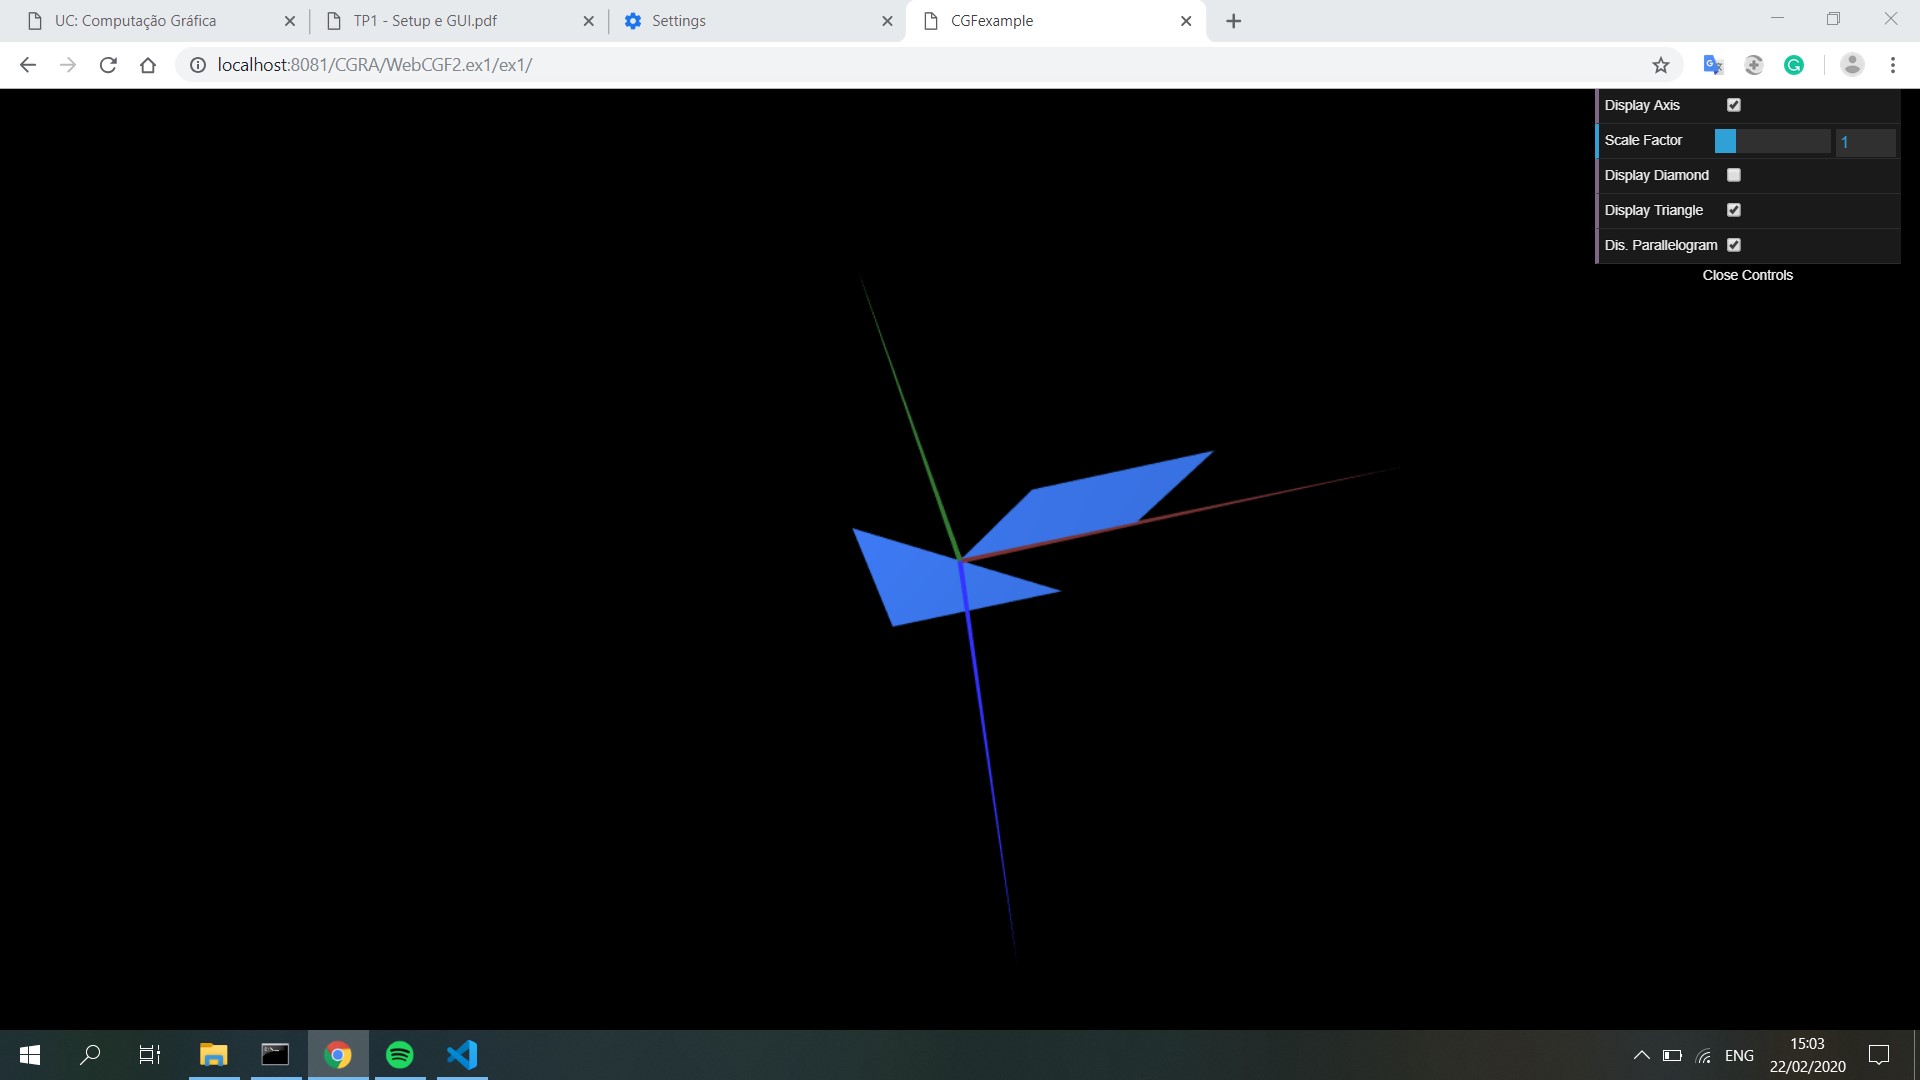 UC: Computação Gráfica
TP1 - Setup e GUI.pdf
Settings
CGFexample
localhost:8081/CGRA/WebCGF2.ex1/ex1/
Display Axis
Scale Factor 1
Display Diamond
Display Triangle
Dis. Parallelogram
Close Controls
ENG
15:03
22/02/2020